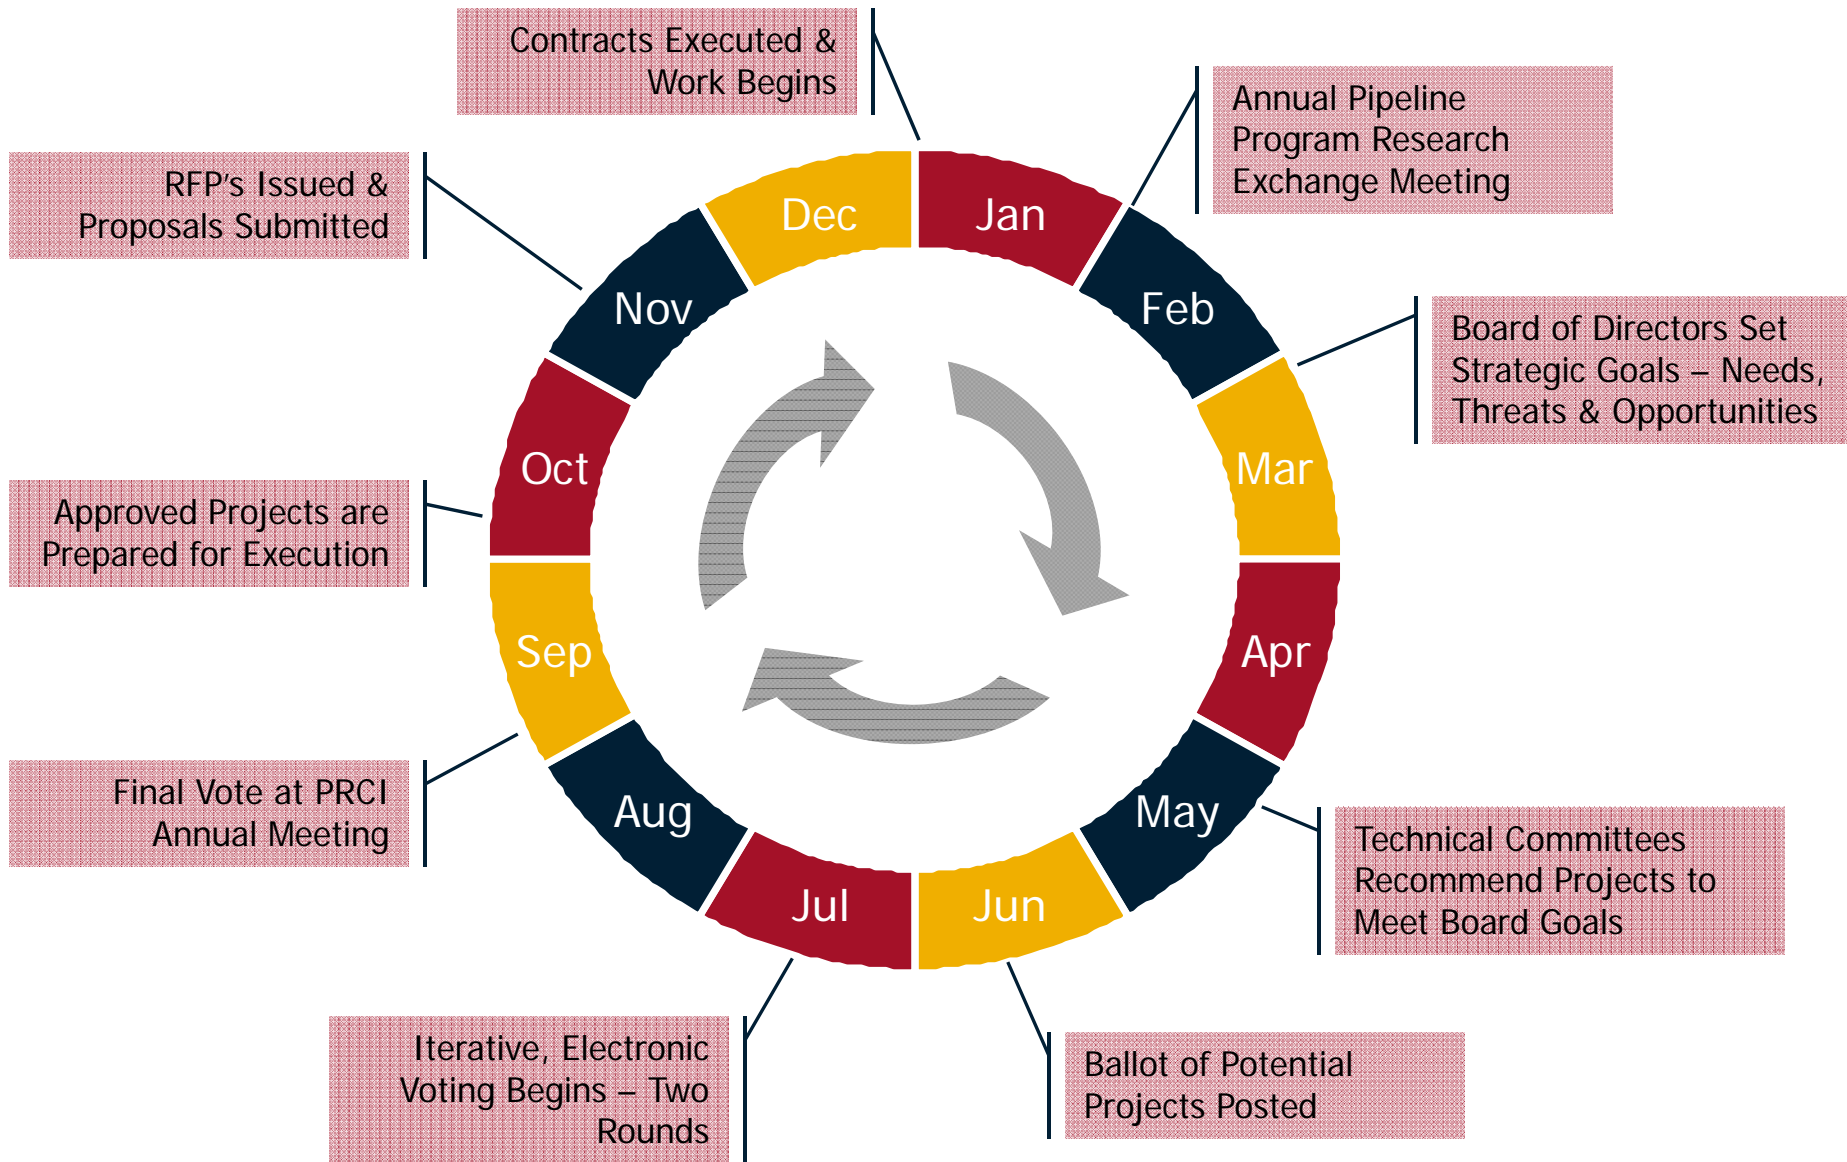 Contracts Executed &
Work Begins
Annual Pipeline
Program Research
Exchange Meeting
RFP's Issued &
Proposals Submitted
Dec
Jan
Nov
Feb
Board of Directors Set
Strategic Goals – Needs,
Threats & Opportunities
Oct
Mar
Approved Projects are
Prepared for Execution
Sep
Apr
Final Vote at PRCI
Annual Meeting
Aug
May
Technical Committees
Recommend Projects to
Meet Board Goals
Jul
Jun
Iterative, Electronic
Voting Begins – Two
Rounds
Ballot of Potential
Projects Posted